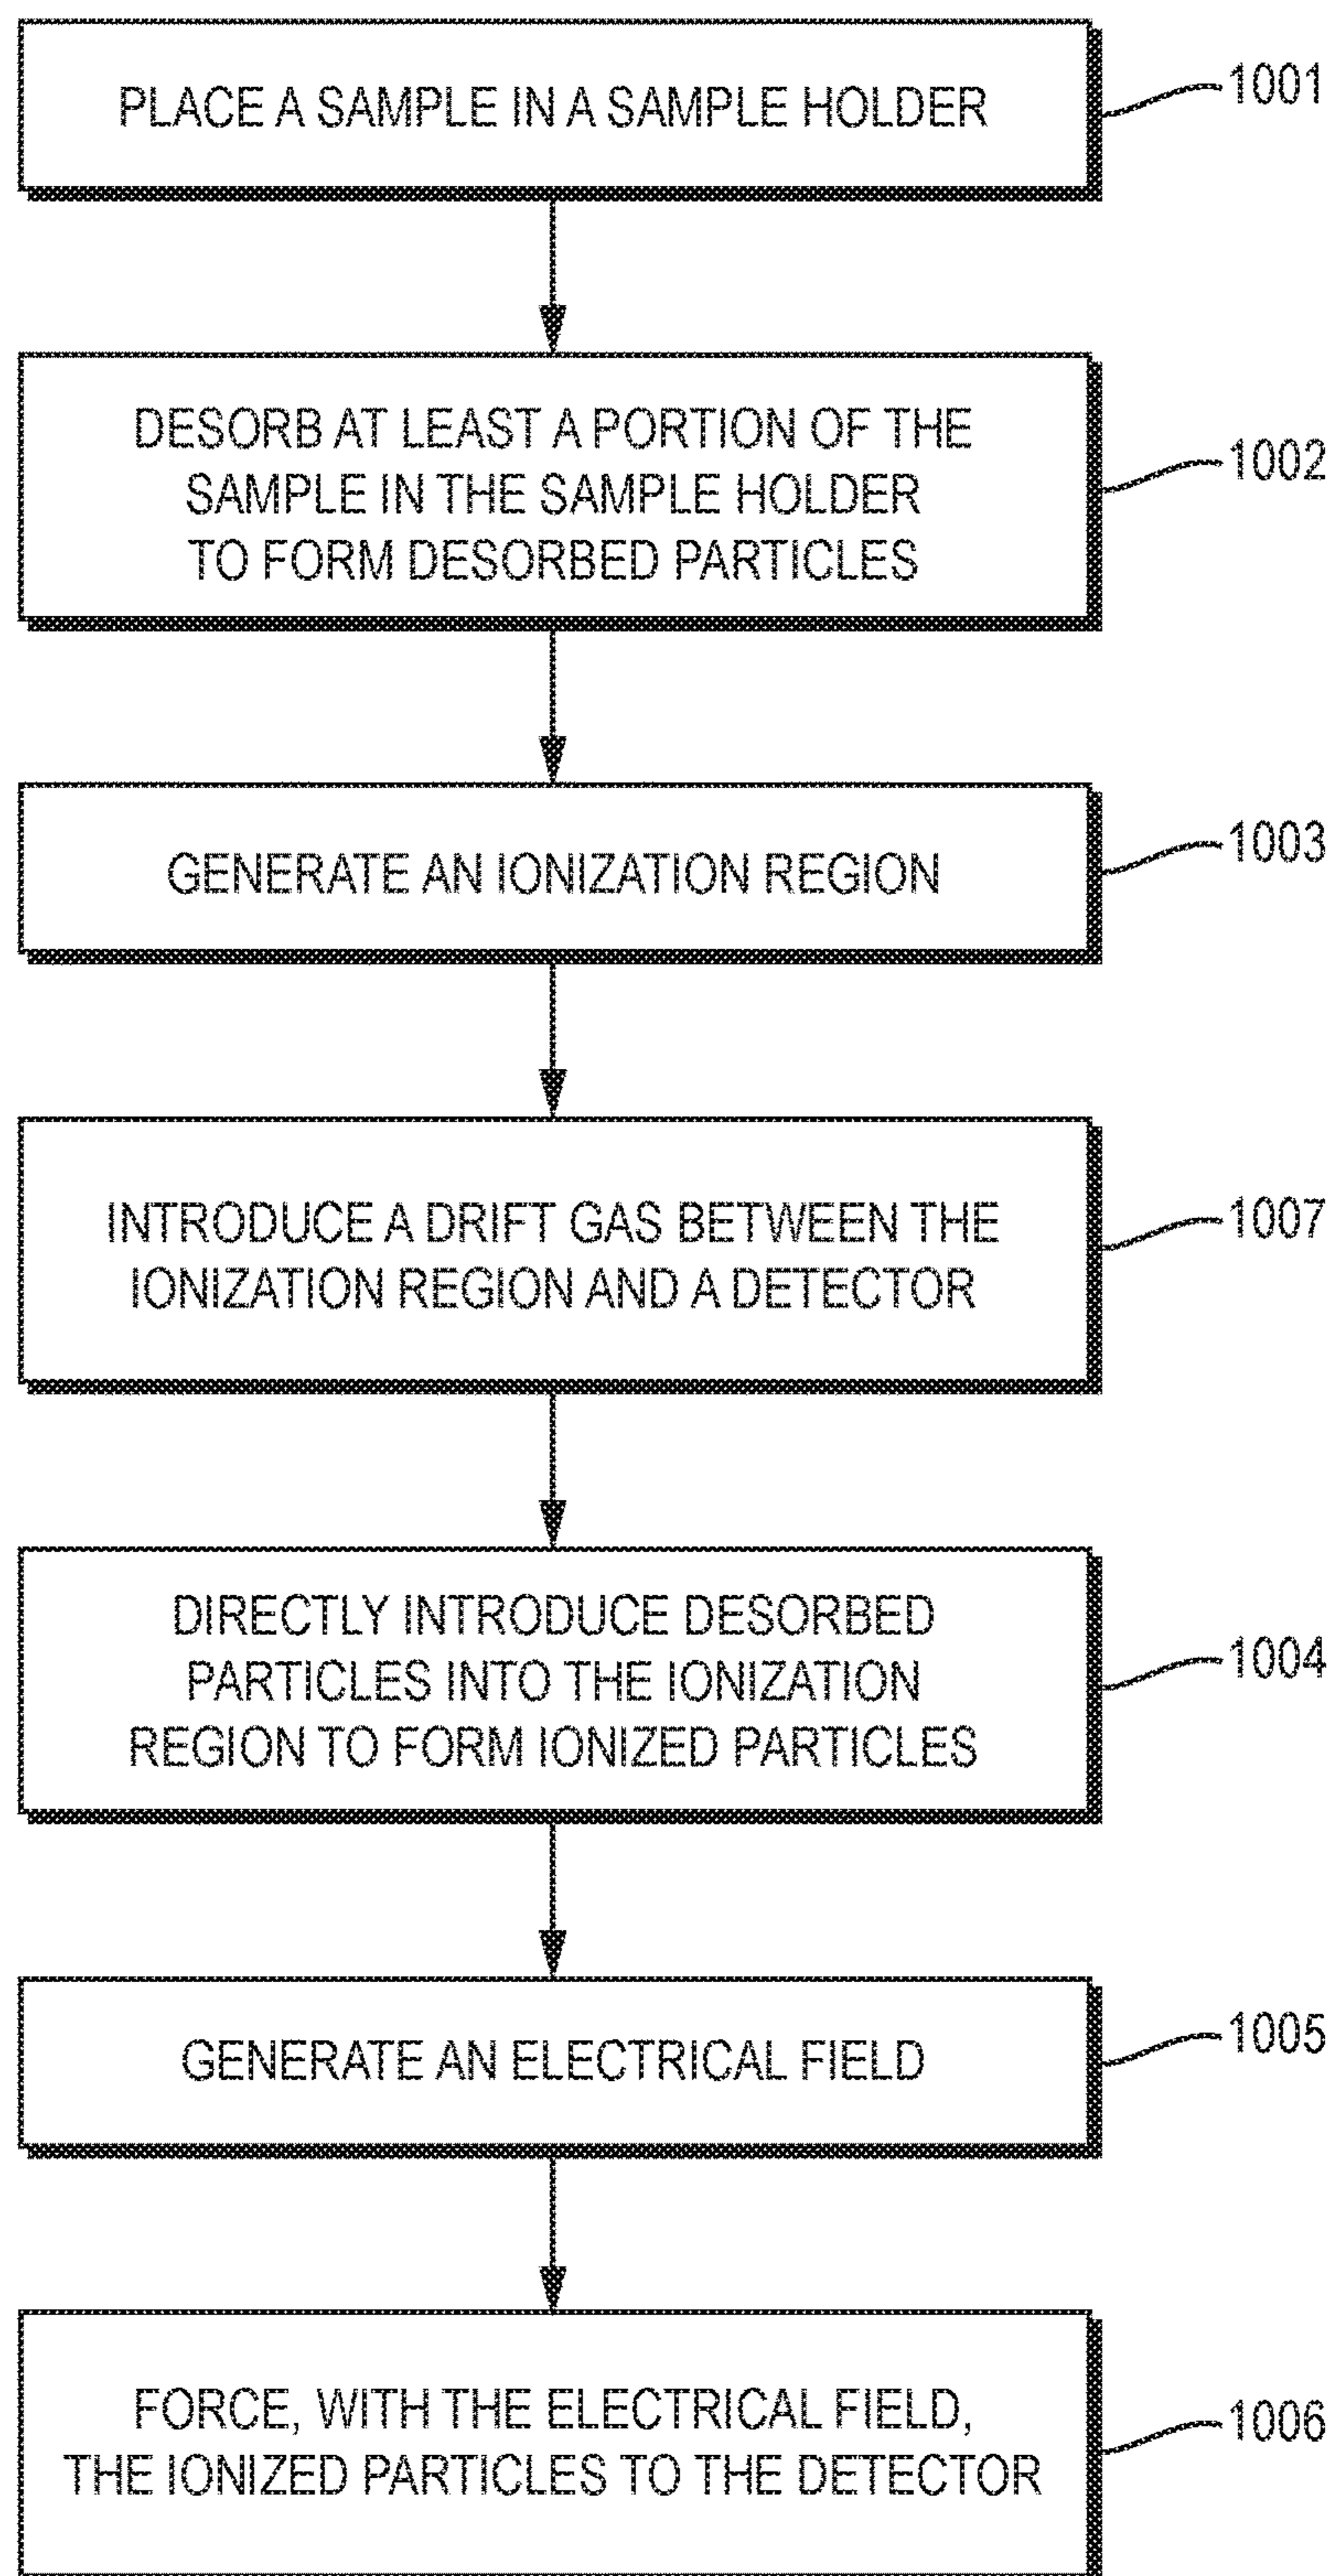 PLACE A SAMPLE IN A SAMPLE HOLDER
1001
DESORB AT LEAST A PORTION OF THE
SAMPLE IN THE SAMPLE HOLDER
TO FORM DESORBED PARTICLES
1002
GENERATE AN IONIZATION REGION
1003
INTRODUCE A DRIFT GAS BETWEEN THE
IONIZATION REGION AND A DETECTOR
1007
DIRECTLY INTRODUCE DESORBED
PARTICLES INTO THE IONIZATION
REGION TO FORM IONIZED PARTICLES
1004
GENERATE AN ELECTRICAL FIELD
1005
FORCE, WITH THE ELECTRICAL FIELD,
THE IONIZED PARTICLES TO THE DETECTOR
1006